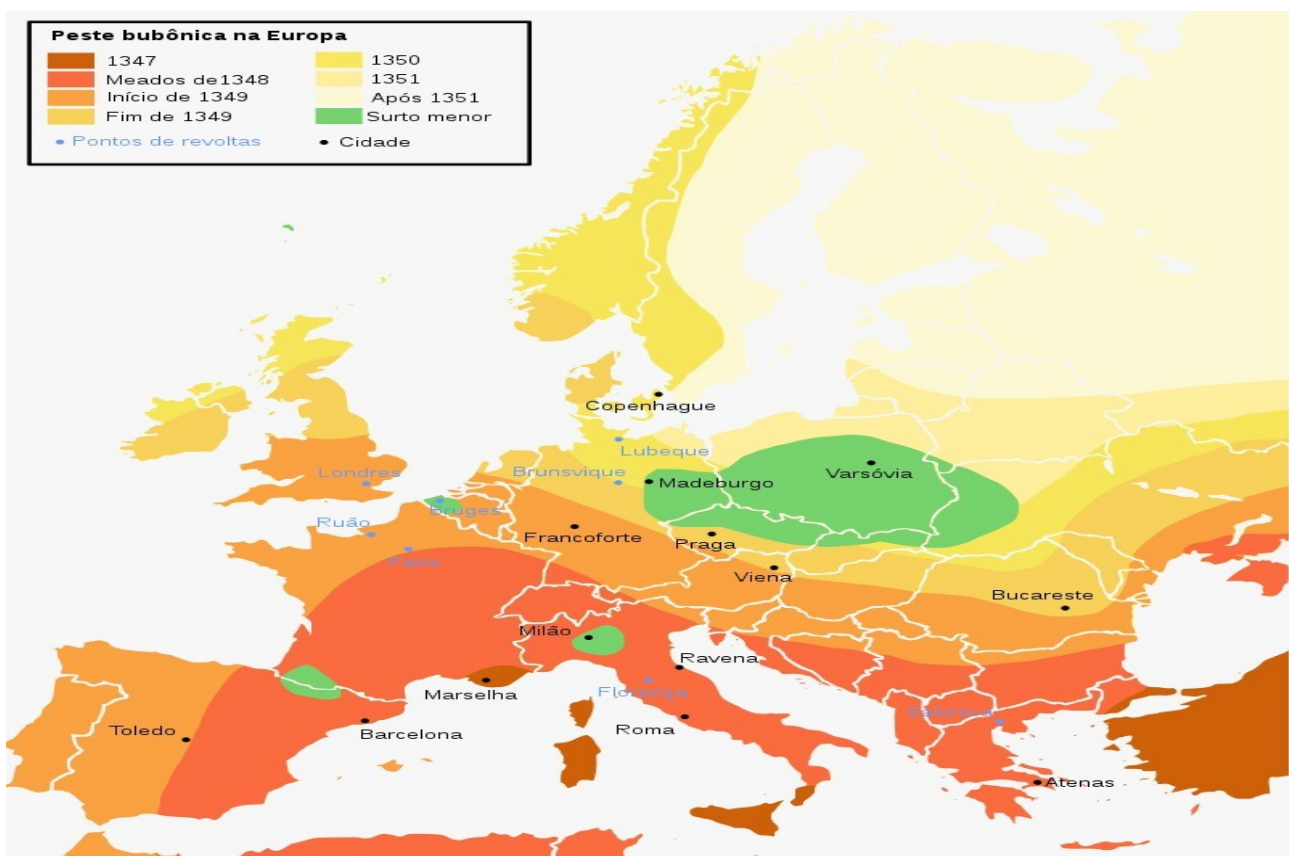 Peste bubônica na Europa
1347
Meados de1348
Início de 1349
Fim de 1349
Pontos de revoltas
1350
1351
Após 1351
Surto menor
Cidade
Copenhague
Lubeque
Brunsvique
Madeburgo
Varsóvia
Londres
Bruges
Ruão
Francoforte
Praga
Paris
Viena
Bucareste
Milão
Ravena
Marselha
Florença
Toledo
Barcelona
Roma
Atenas